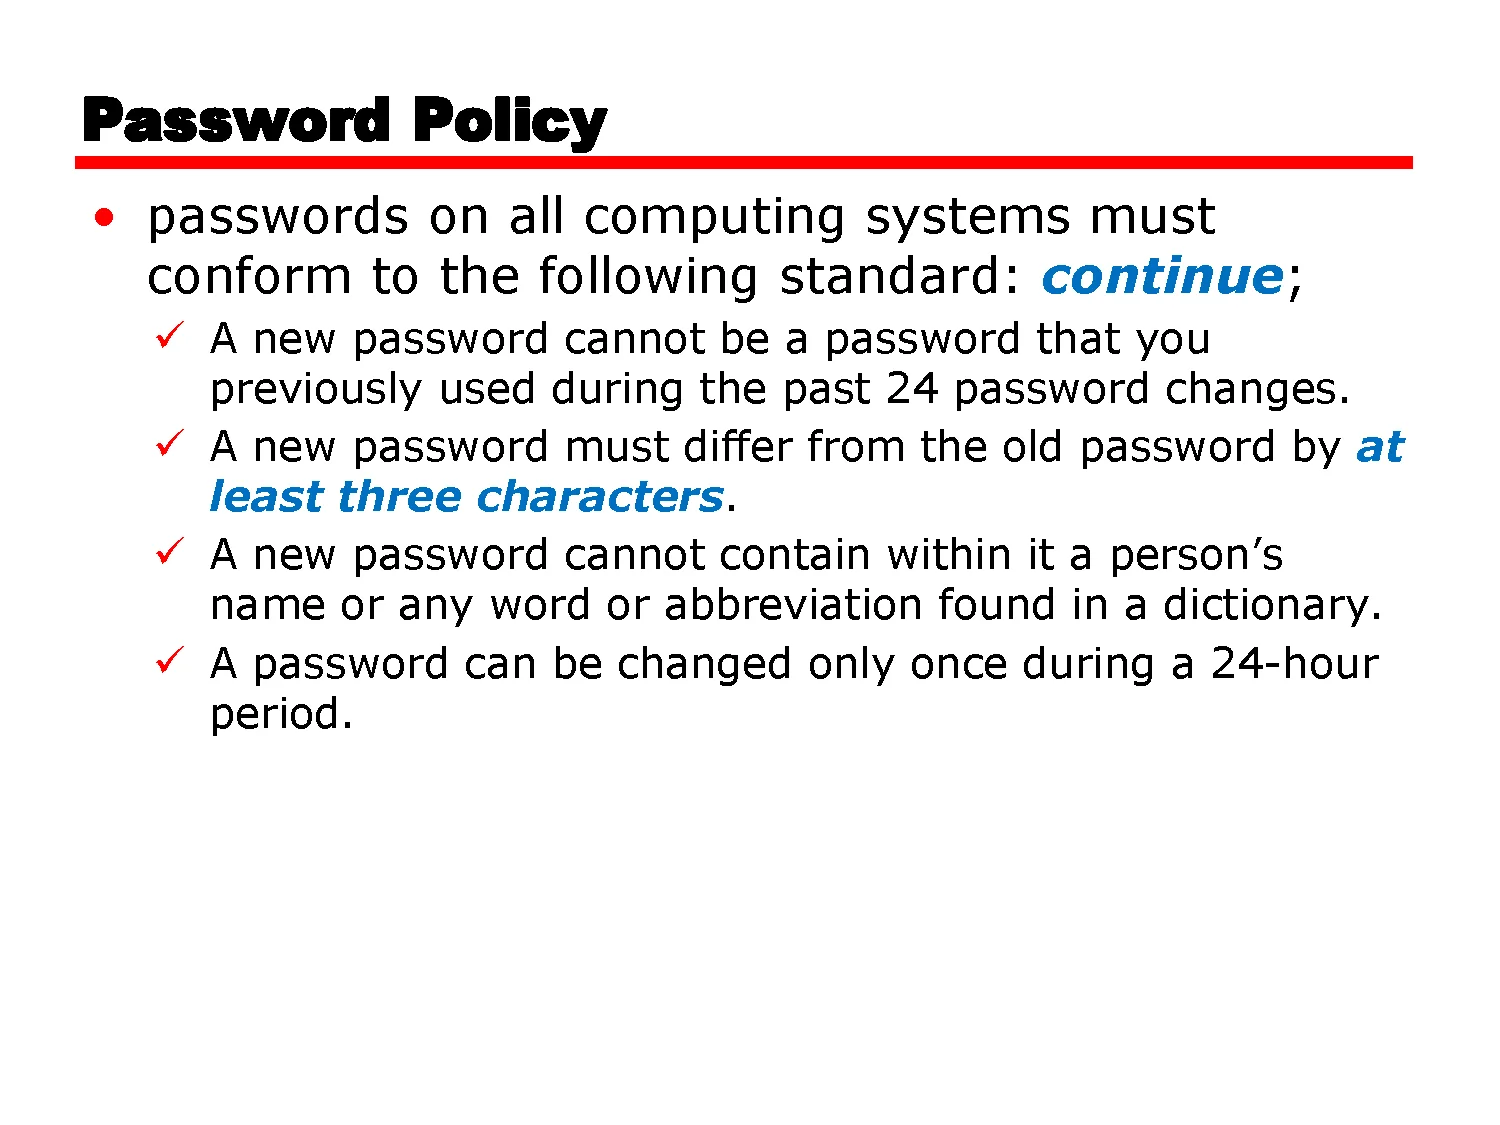 Password Policy
• passwords on all computing systems must
conform to the following standard: continue;
✓ A new password cannot be a password that you
previously used during the past 24 password changes.
✓ A new password must differ from the old password by at
least three characters.
✓ A new password cannot contain within it a person’s
name or any word or abbreviation found in a dictionary.
✓ A password can be changed only once during a 24-hour
period.